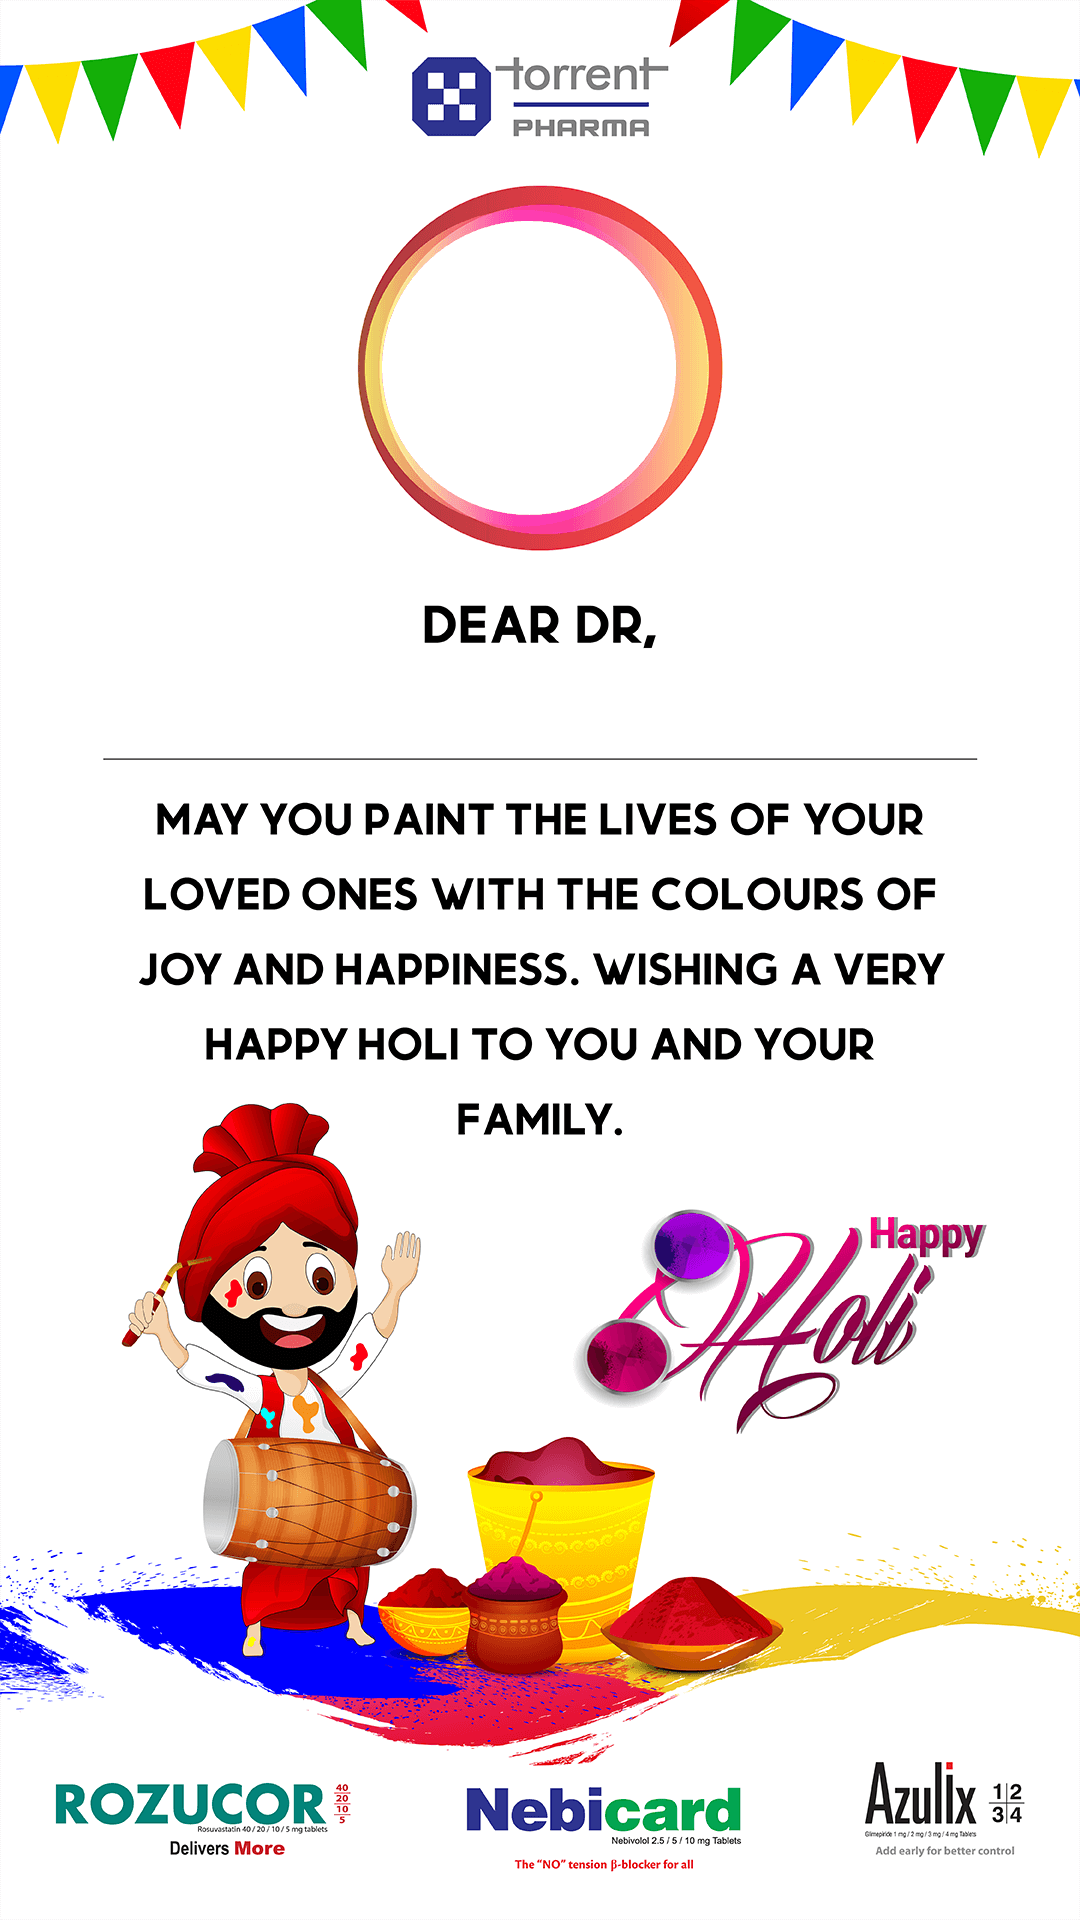 torrent
PHARMA
DEAR DR,
MAY YOU PAINT THE LIVES OF YOUR
LOVED ONES WITH THE COLOURS OF
JOY AND HAPPINESS. WISHING A VERY
HAPPY HOLI TO YOU AND YOUR
FAMILY.
Happy
Holi
ROZUCOR 40 20 10 5
Rosuvastatin 40 / 20 / 10 / 5 mg tablets
Delivers More
Nebicard
Nebivolol 2.5 / 5 / 10 mg Tablets
The "NO" tension β-blocker for all
Azulix 1|2 3|4
Glimepiride 1 mg / 2 mg / 3 mg / 4 mg Tablets
Add early for better control